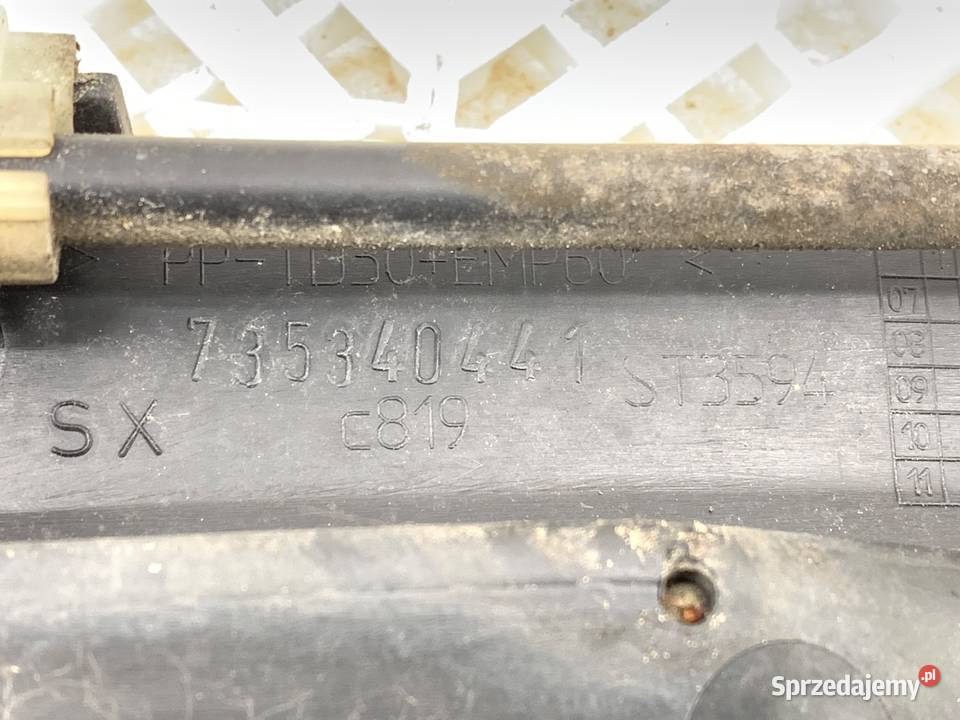 > PP-TD30+EMP60 <
735340441
ST3594
SX
c819
07
08
09
10
11
Sprzedajemy.pl